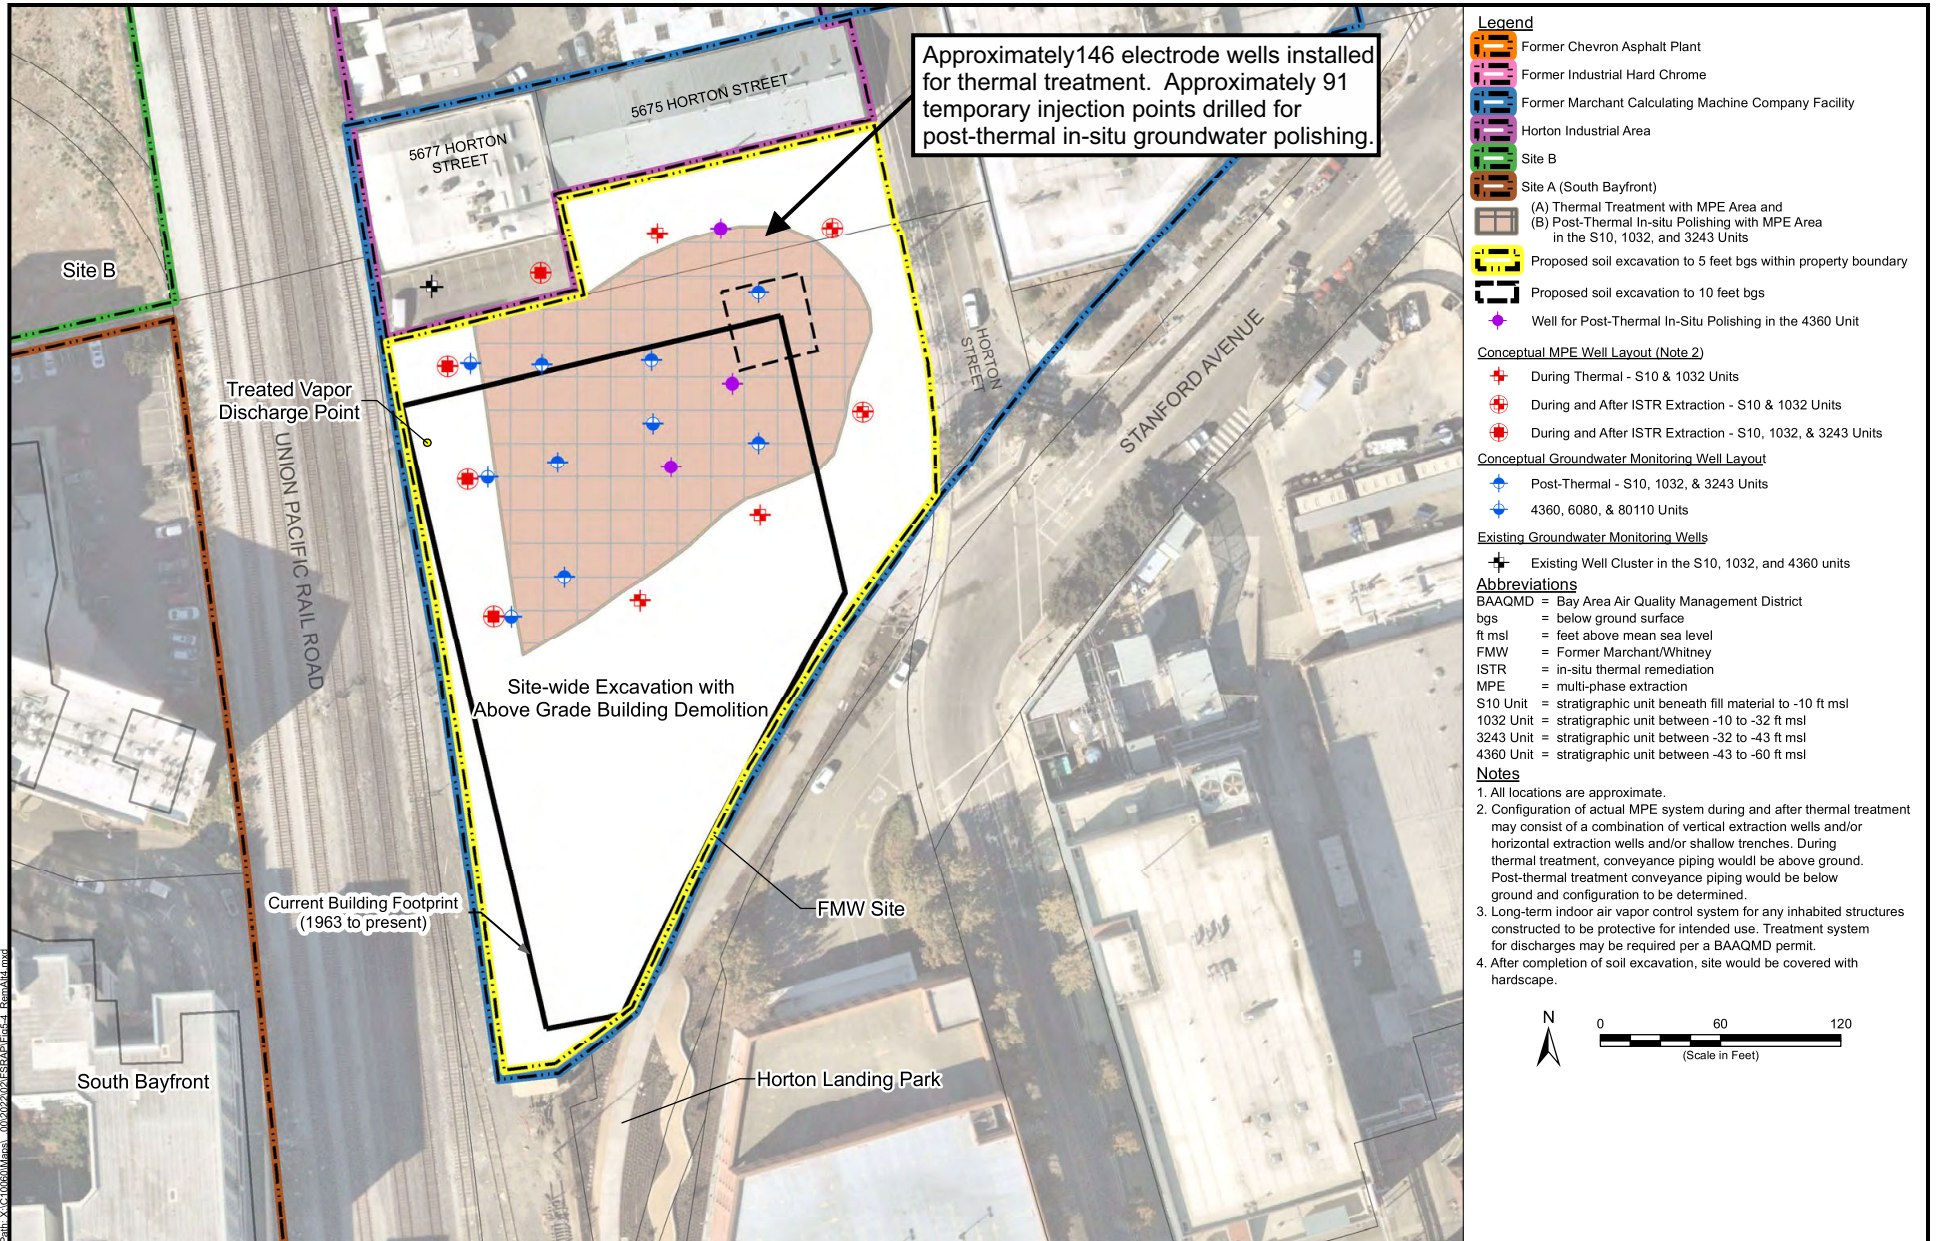 Approximately146 electrode wells installed
for thermal treatment.  Approximately 91
temporary injection points drilled for
post-thermal in-situ groundwater polishing.
5675 HORTON STREET
5677 HORTON
STREET
Site B
HORTON
STREET
STANFORD AVENUE
Treated Vapor
Discharge Point
UNION PACIFIC RAIL ROAD
Site-wide Excavation with
Above Grade Building Demolition
Current Building Footprint
(1963 to present)
FMW Site
South Bayfront
Horton Landing Park
Legend
Former Chevron Asphalt Plant
Former Industrial Hard Chrome
Former Marchant Calculating Machine Company Facility
Horton Industrial Area
Site B
Site A (South Bayfront)
(A) Thermal Treatment with MPE Area and
(B) Post-Thermal In-situ Polishing with MPE Area
in the S10, 1032, and 3243 Units
Proposed soil excavation to 5 feet bgs within property boundary
Proposed soil excavation to 10 feet bgs
Well for Post-Thermal In-Situ Polishing in the 4360 Unit
Conceptual MPE Well Layout (Note 2)
During Thermal - S10 & 1032 Units
During and After ISTR Extraction - S10 & 1032 Units
During and After ISTR Extraction - S10, 1032, & 3243 Units
Conceptual Groundwater Monitoring Well Layout
Post-Thermal - S10, 1032, & 3243 Units
4360, 6080, & 80110 Units
Existing Groundwater Monitoring Wells
Existing Well Cluster in the S10, 1032, and 4360 units
Abbreviations
BAAQMD = Bay Area Air Quality Management District
bgs = below ground surface
ft msl = feet above mean sea level
FMW = Former Marchant/Whitney
ISTR = in-situ thermal remediation
MPE = multi-phase extraction
S10 Unit = stratigraphic unit beneath fill material to -10 ft msl
1032 Unit = stratigraphic unit between -10 to -32 ft msl
3243 Unit = stratigraphic unit between -32 to -43 ft msl
4360 Unit = stratigraphic unit between -43 to -60 ft msl
Notes
1. All locations are approximate.
2. Configuration of actual MPE system during and after thermal treatment
may consist of a combination of vertical extraction wells and/or
horizontal extraction wells and/or shallow trenches. During
thermal treatment, conveyance piping wouldl be above ground.
Post-thermal treatment conveyance piping would be below
ground and configuration to be determined.
3. Long-term indoor air vapor control system for any inhabited structures
constructed to be protective for intended use. Treatment system
for discharges may be required per a BAAQMD permit.
4. After completion of soil excavation, site would be covered with
hardscape.
N
0 60 120
(Scale in Feet)